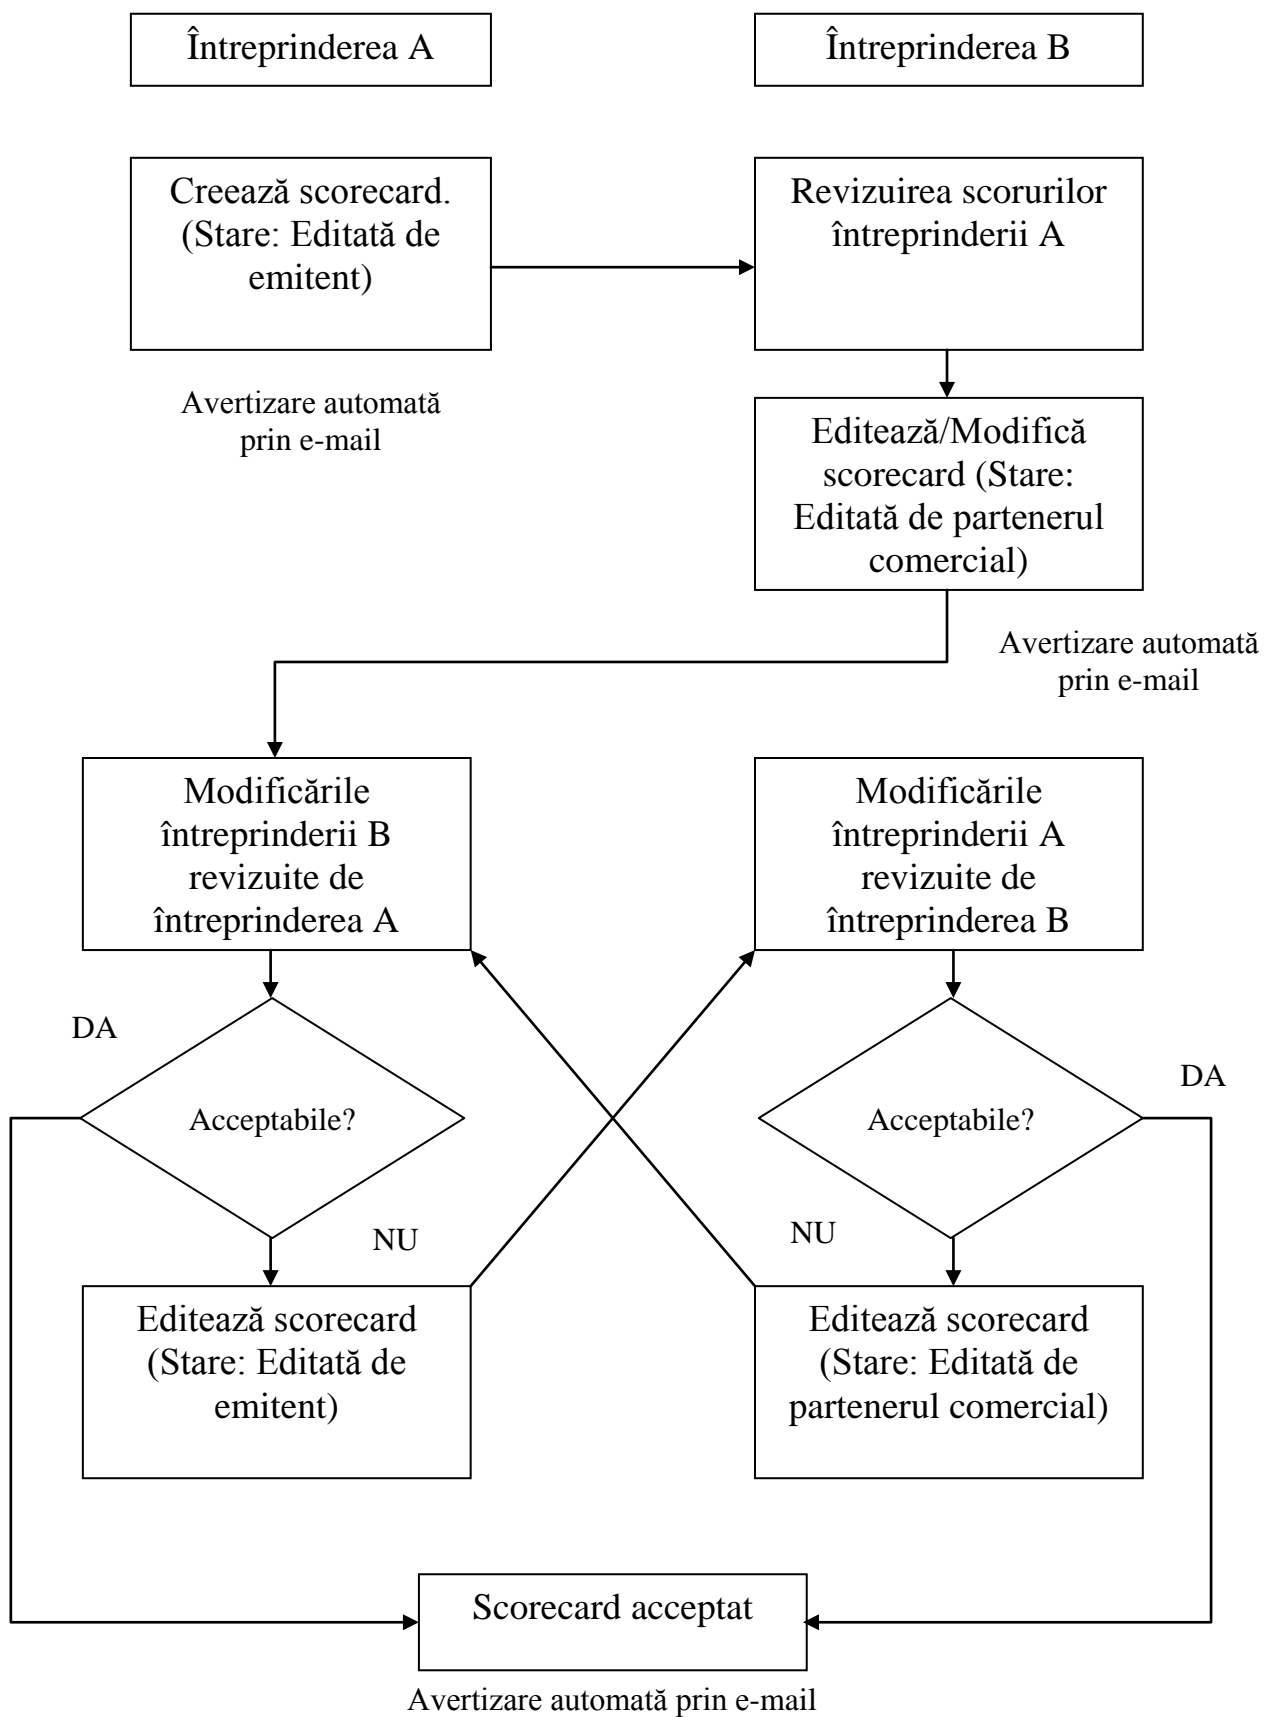 Întreprinderea A
Întreprinderea B
Creează scorecard.
(Stare: Editată de
emitent)
Revizuirea scorurilor
întreprinderii A
Avertizare automată
prin e-mail
Editează/Modifică
scorecard (Stare:
Editată de partenerul
comercial)
Avertizare automată
prin e-mail
Modificările
întreprinderii B
revizuite de
întreprinderea A
Modificările
întreprinderii A
revizuite de
întreprinderea B
DA
Acceptabile?
NU
DA
Acceptabile?
NU
Editează scorecard
(Stare: Editată de
emitent)
Editează scorecard
(Stare: Editată de
partenerul comercial)
Scorecard acceptat
Avertizare automată prin e-mail